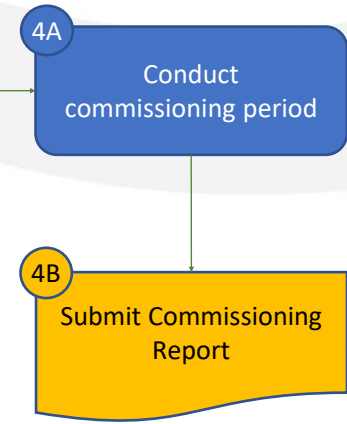 4A
Conduct
commissioning period
4B
Submit Commissioning
Report